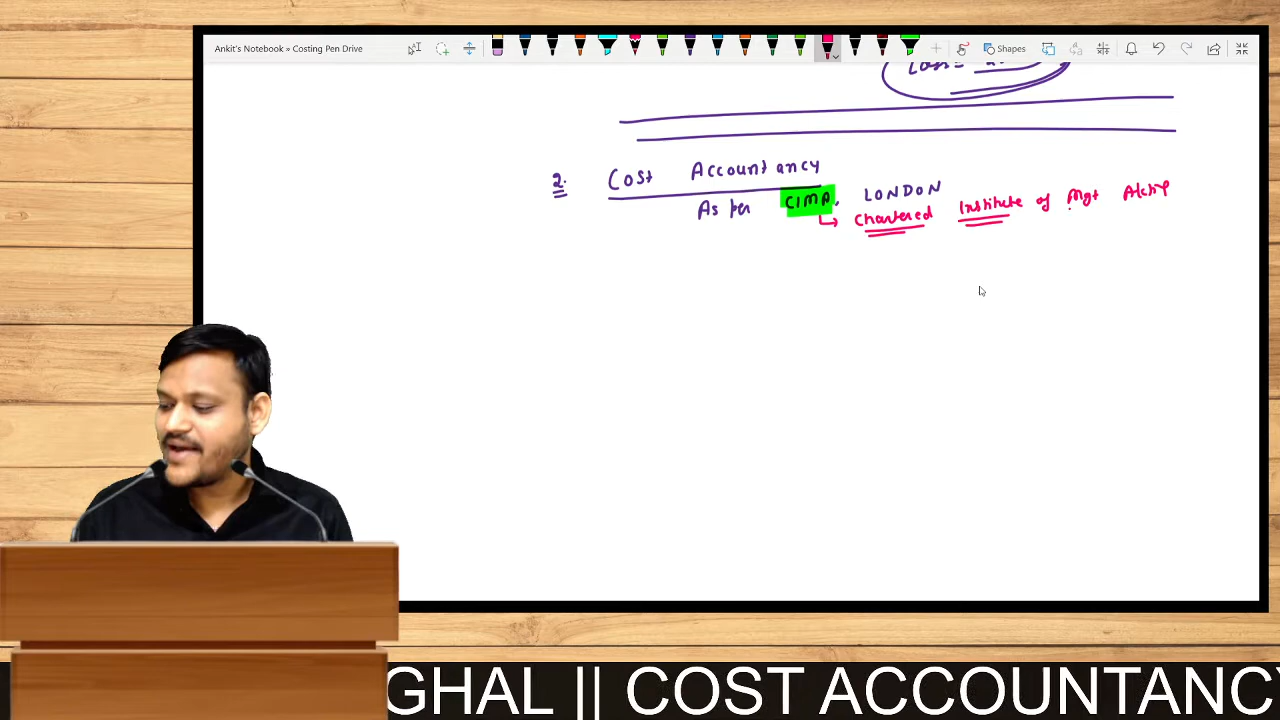 Ankit's Notebook » Costing Pen Drive
Shapes
2. Cost Accountancy
As per CIMA, LONDON
Chartered Institute of Mgt
GHAL || COST ACCOUNTANC